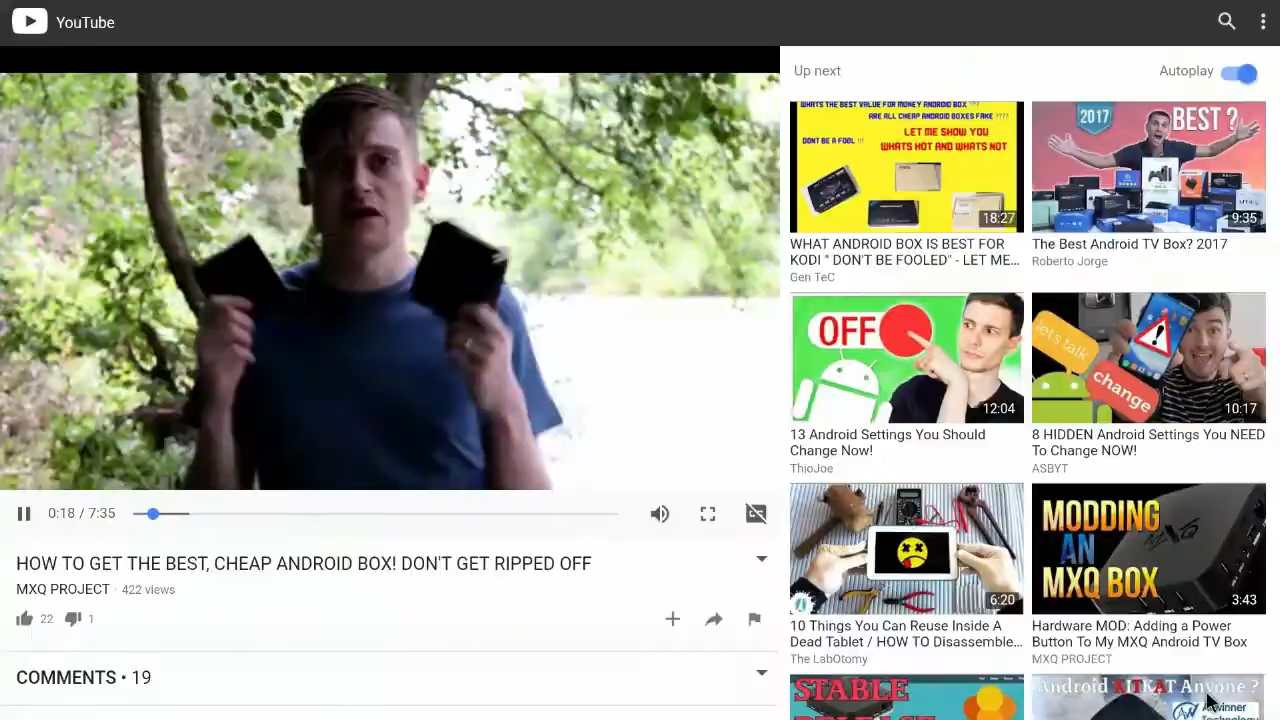 YouTube
Up next
Autoplay
WHATS THE BEST VALUE FOR MONEY ANDROID BOX ???
ARE ALL CHEAP ANDROID BOXES FAKE ????
LET ME SHOW YOU
DONT BE A FOOL !!!
WHATS HOT AND WHATS NOT
18:27
WHAT ANDROID BOX IS BEST FOR
KODI " DON'T BE FOOLED" - LET ME...
Gen TeC
2017
BEST ?
9:35
The Best Android TV Box? 2017
Roberto Jorge
OFF
12:04
13 Android Settings You Should
Change Now!
ThioJoe
let's talk
change
10:17
8 HIDDEN Android Settings You NEED
To Change NOW!
ASBYT
6:20
10 Things You Can Reuse Inside A
Dead Tablet / HOW TO Disassemble...
The LabOtomy
MODDING
AN
MXQ BOX
MXQ
3:43
Hardware MOD: Adding a Power
Button To My MXQ Android TV Box
MXQ PROJECT
STABLE
RELEASE
Android KITKAT Anyone ?
Allwinner
Technology
0:18 / 7:35
HOW TO GET THE BEST, CHEAP ANDROID BOX! DON'T GET RIPPED OFF
MXQ PROJECT · 422 views
22
1
COMMENTS • 19